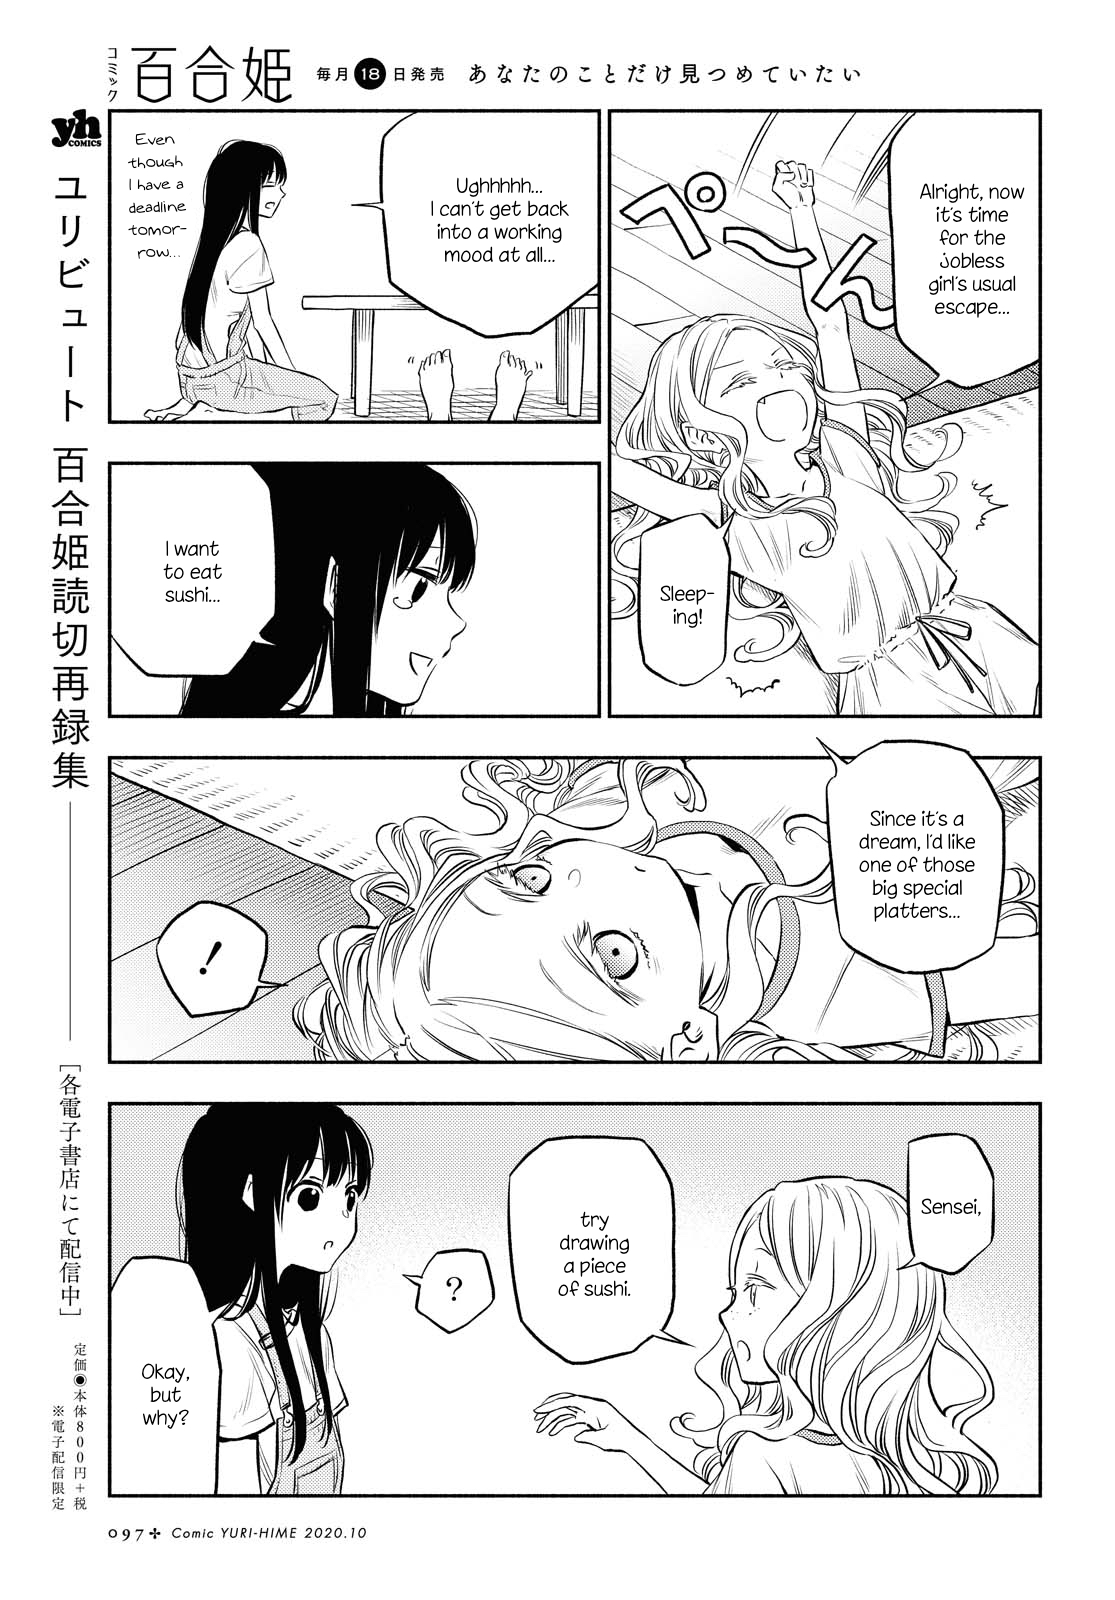 コミック
百合姫
毎月18日発売
あなたのことだけ見つめていたい
yh
COMICS
ユリビュート 百合姫読切再録集
[各電子書店にて配信中]
定価●本体800円+税
※電子配信限定
Alright, now
it's time
for the
jobless
girl's usual
escape...
ぺ～ん
Sleep-
ing!
Ughhhhh...
I can't get back
into a working
mood at all...
Even
though
I have a
deadline
tomor-
row...
I want
to eat
sushi...
Since it's a
dream, I'd like
one of those
big special
platters...
!
Sensei,
try
drawing
a piece
of sushi.
?
Okay,
but
why?
097✢ Comic YURI-HIME 2020.10